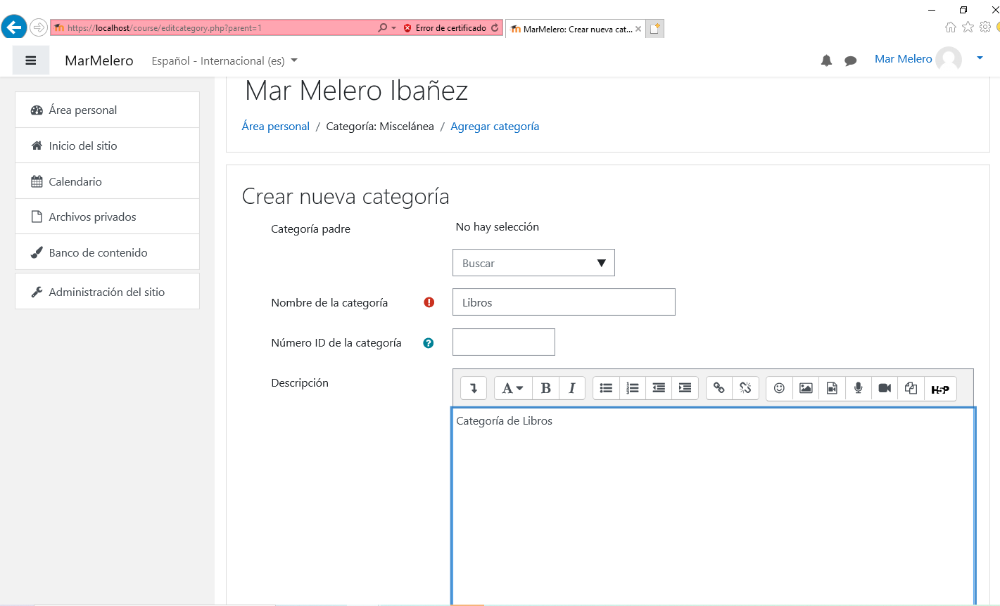 https://localhost/course/editcategory.php?parent=1
Error de certificado
MarMelero: Crear nueva cat...
MarMelero
Español - Internacional (es)
Mar Melero
Mar Melero Ibañez
Área personal / Categoría: Miscelánea / Agregar categoría
Área personal
Inicio del sitio
Calendario
Archivos privados
Banco de contenido
Administración del sitio
Crear nueva categoría
Categoría padre
No hay selección
Buscar
Nombre de la categoría
Libros
Número ID de la categoría
Descripción
A B I
H5P
Categoría de Libros